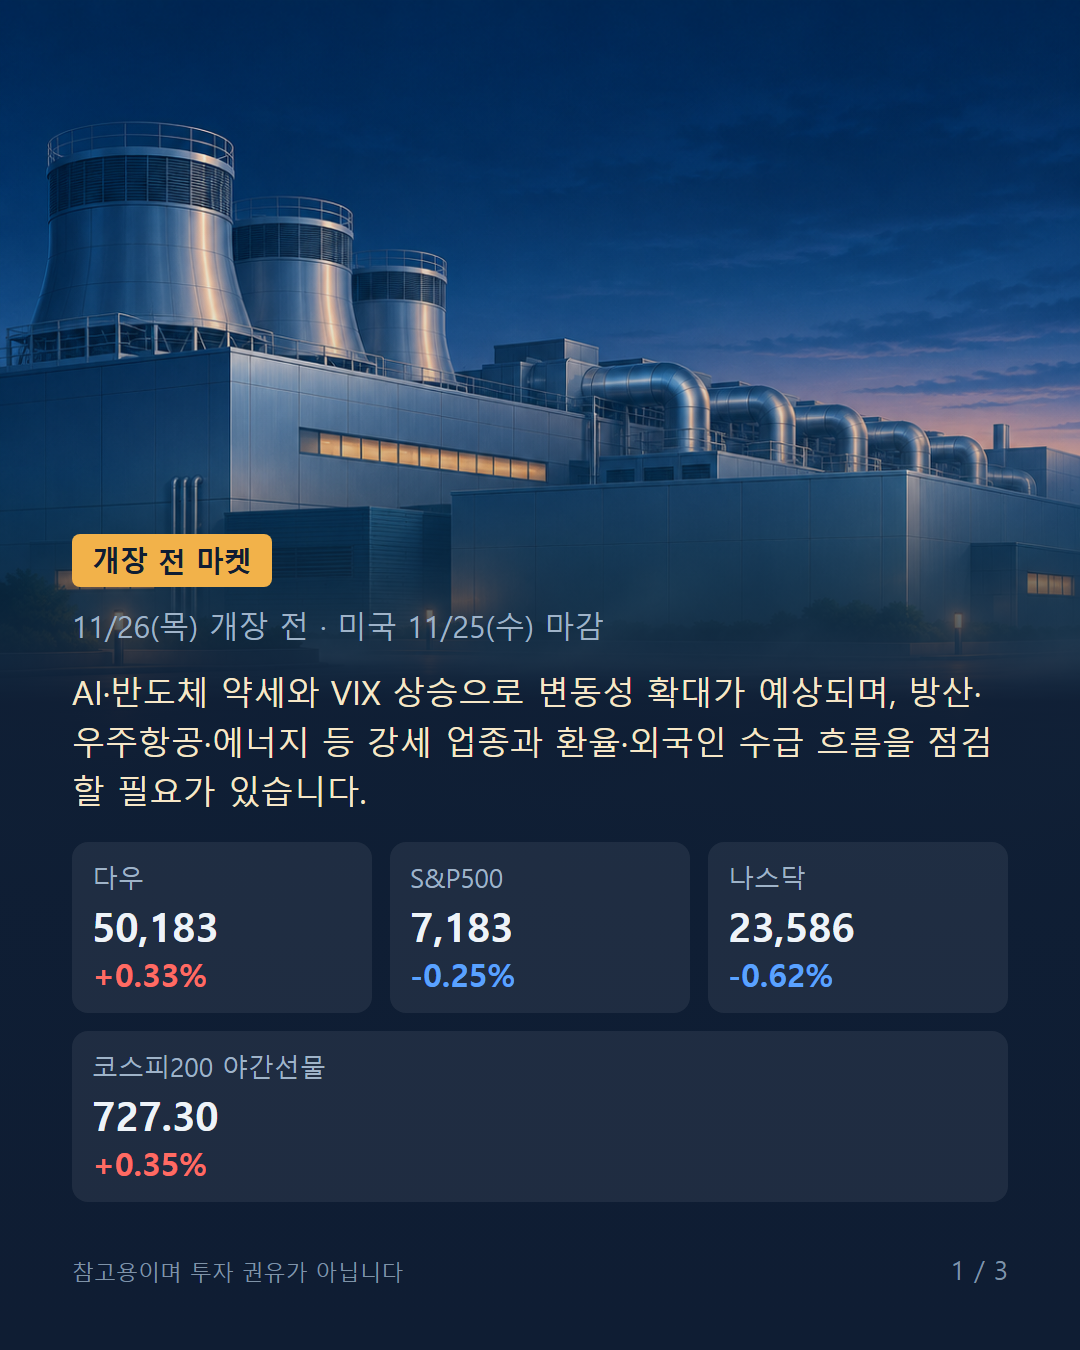 개장 전 마켓
11/26(목) 개장 전 · 미국 11/25(수) 마감
AI·반도체 약세와 VIX 상승으로 변동성 확대가 예상되며, 방산·
우주항공·에너지 등 강세 업종과 환율·외국인 수급 흐름을 점검
할 필요가 있습니다.
다우
50,183
+0.33%
S&P500
7,183
-0.25%
나스닥
23,586
-0.62%
코스피200 야간선물
727.30
+0.35%
참고용이며 투자 권유가 아닙니다
1 / 3